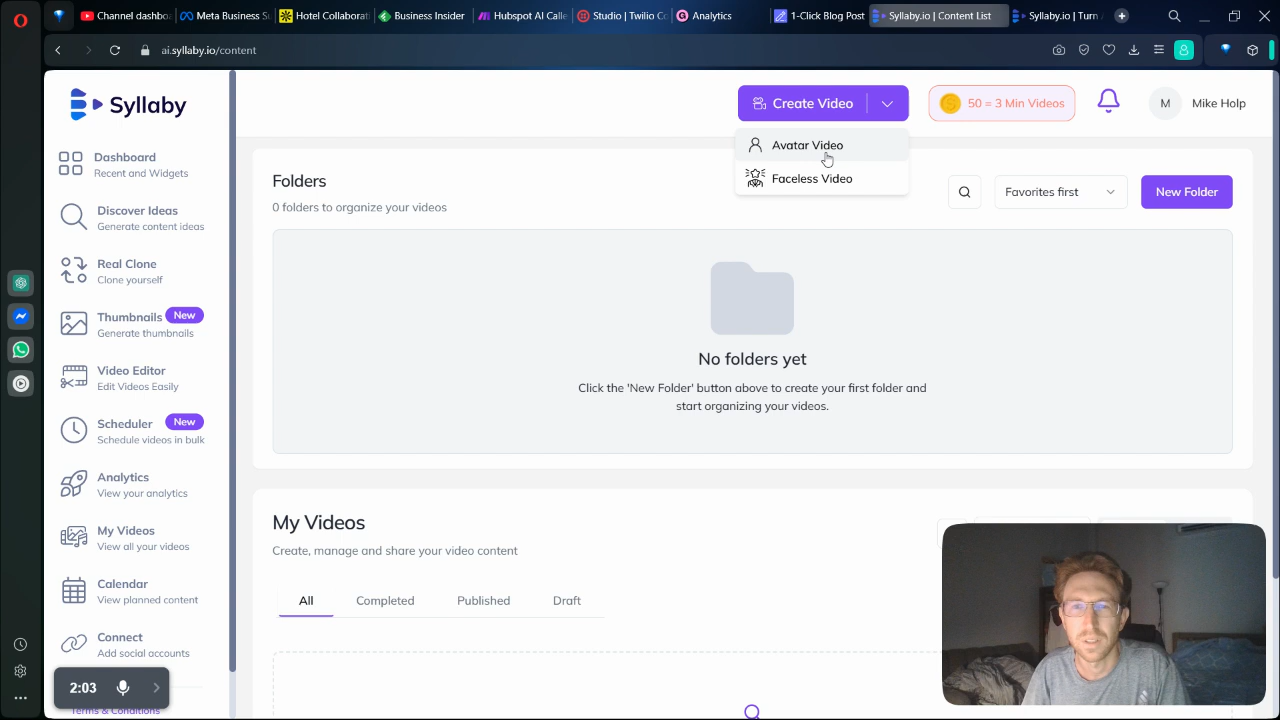 Channel dashbo
Meta Business Su
Hotel Collaborat
Business Insider
Hubspot AI Calle
Studio | Twilio Co
Analytics
1-Click Blog Post
Syllaby.io | Content List
Syllaby.io | Turn
ai.syllaby.io/content
Syllaby
Create Video
50 = 3 Min Videos
M
Mike Holp
Avatar Video
Faceless Video
Dashboard
Recent and Widgets
Discover Ideas
Generate content ideas
Real Clone
Clone yourself
Thumbnails New
Generate thumbnails
Video Editor
Edit Videos Easily
Scheduler New
Schedule videos in bulk
Analytics
View your analytics
My Videos
View all your videos
Calendar
View planned content
Connect
Add social accounts
2:03
Terms & Conditions
Folders
0 folders to organize your videos
Favorites first
New Folder
No folders yet
Click the 'New Folder' button above to create your first folder and
start organizing your videos.
My Videos
Create, manage and share your video content
All
Completed
Published
Draft